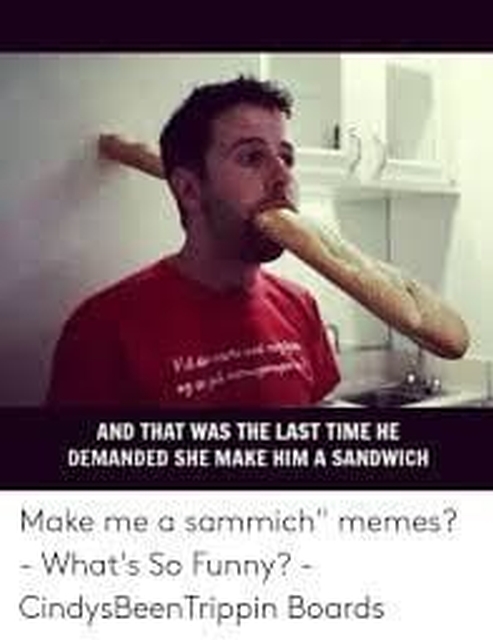 AND THAT WAS THE LAST TIME HE
DEMANDED SHE MAKE HIM A SANDWICH
Make me a sammich" memes?
- What's So Funny? -
CindysBeenTrippin Boards